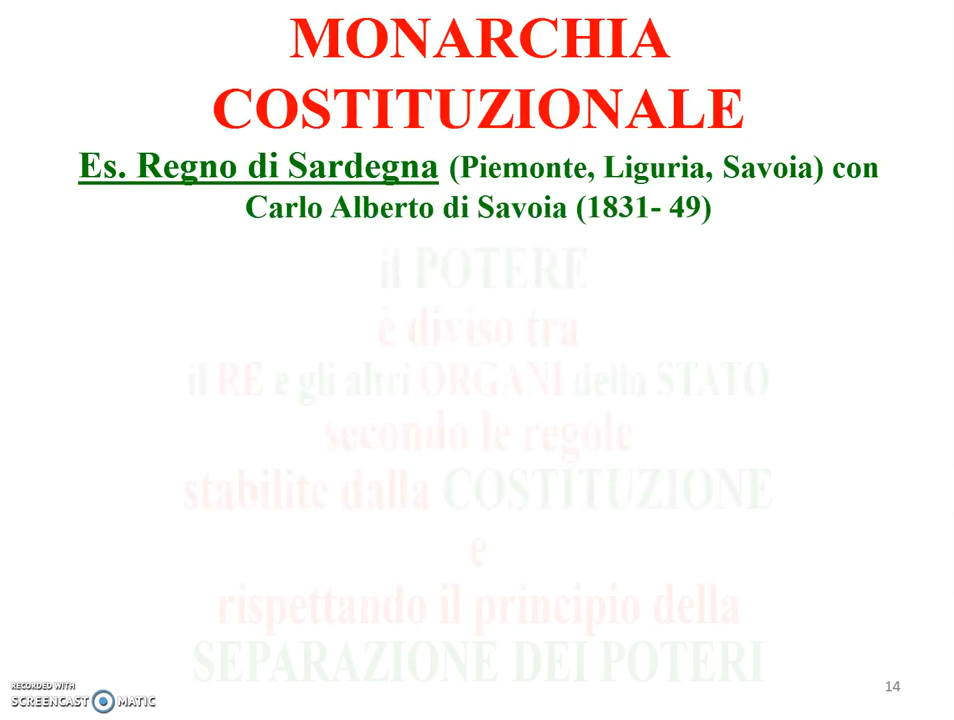 MONARCHIA
COSTITUZIONALE
Es. Regno di Sardegna (Piemonte, Liguria, Savoia) con
Carlo Alberto di Savoia (1831- 49)
il POTERE
è diviso tra
il RE e gli altri ORGANI dello STATO
secondo le regole
stabilite dalla COSTITUZIONE
e
rispettando il principio della
SEPARAZIONE DEI POTERI
RECORDED WITH
SCREENCAST MATIC
14